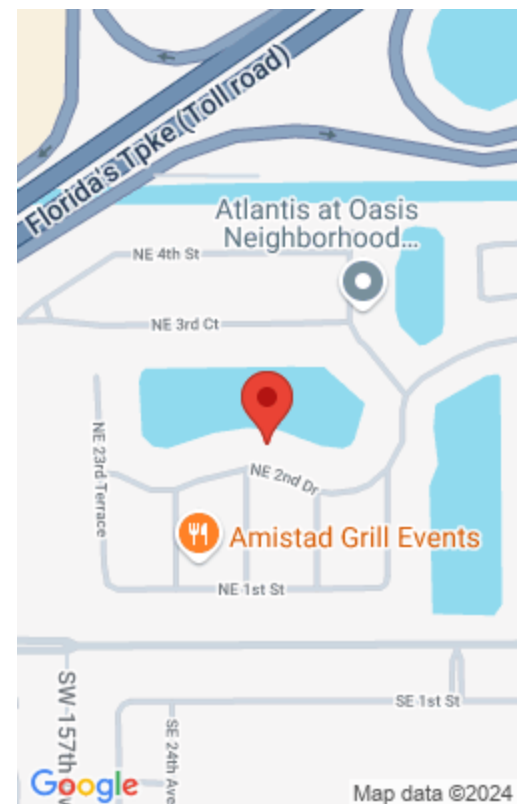 Florida's Tpke (Toll road)
Atlantis at Oasis
Neighborhood...
NE 4th St
NE 3rd Ct
NE 23rd Terrace
NE 2nd Dr
Amistad Grill Events
NE 1st St
SW 157th
SE 1st St
SE 24th Ave
Google
Map data ©2024